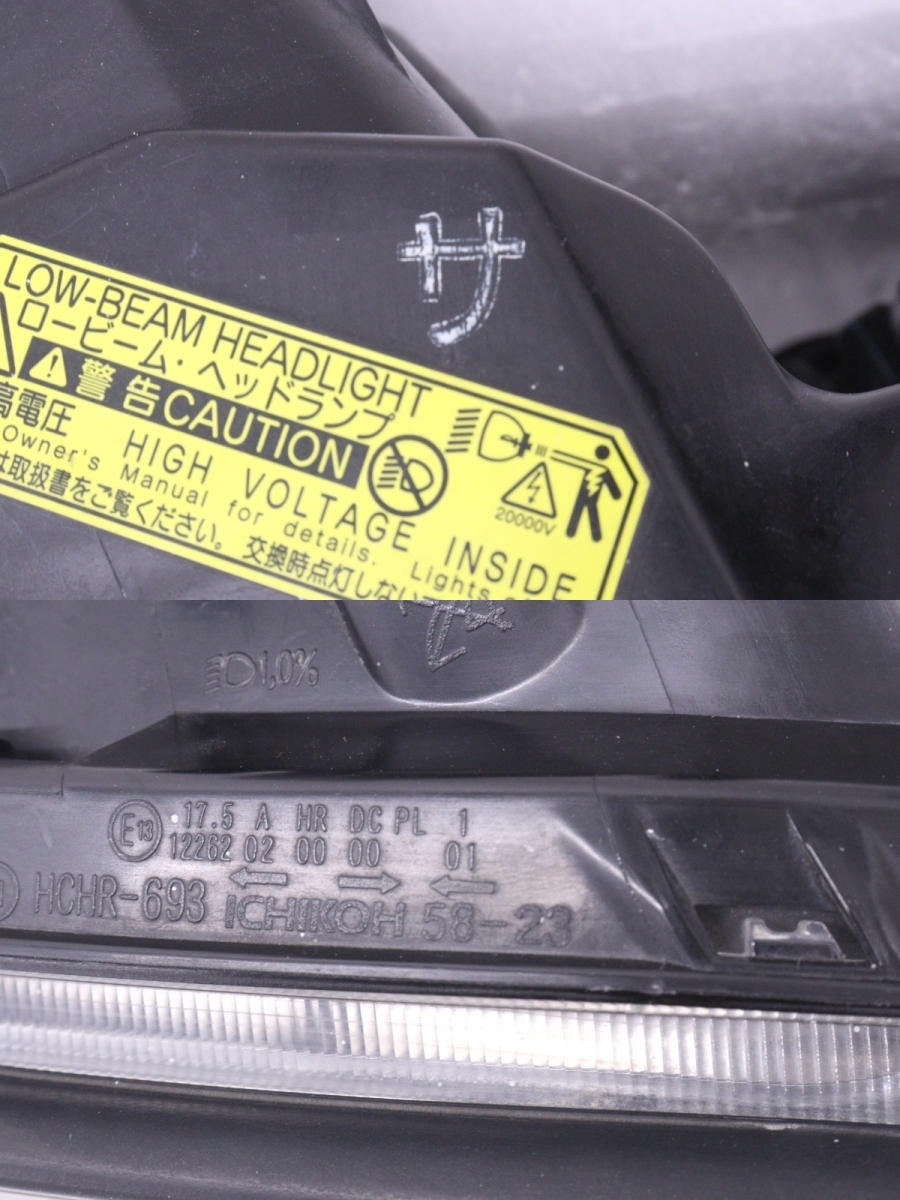 サ
LOW-BEAM HEADLIGHT
ロービーム・ヘッドランプ
警告 CAUTION
高電圧 HIGH VOLTAGE INSIDE
Owner's Manual for details. Lights
は取扱書をご覧ください。 交換時点灯しない
20000V
1,0%
E13 17.5 A HR DC PL 1
12262 02 00 00 01
HCHR-693 ICHIKOH 58-23